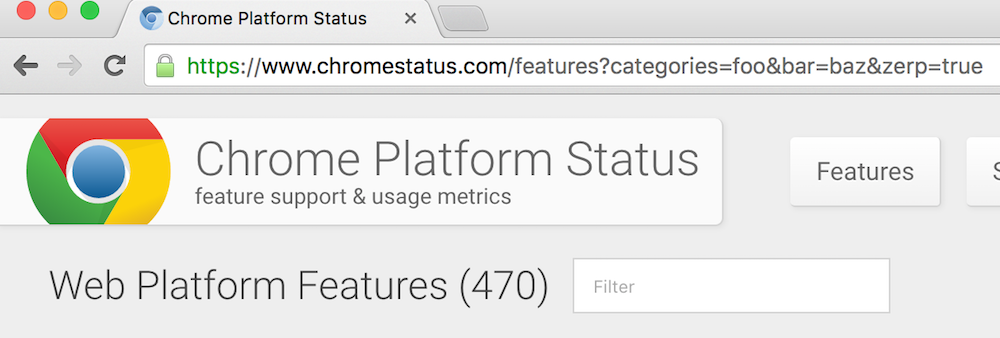 Chrome Platform Status
https://www.chromestatus.com/features?categories=foo&bar=baz&zerp=true
Chrome Platform Status
feature support & usage metrics
Features
S
Web Platform Features (470)
Filter